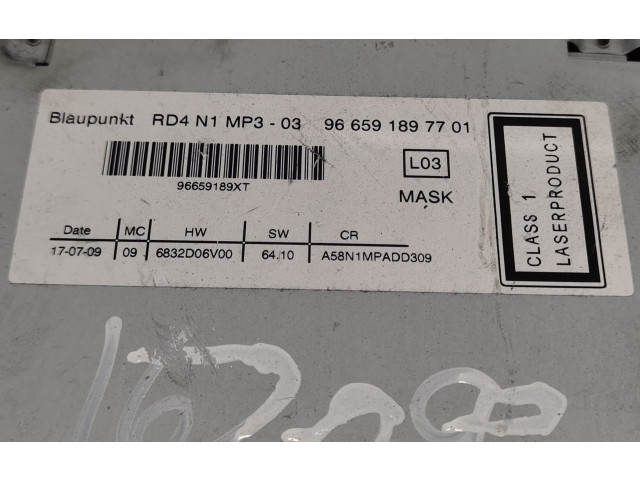 Blaupunkt RD4 N1 MP3 - 03 96 659 189 77 01
L03
96659189XT
MASK
Date MC HW SW CR
17-07-09 09 6832D06V00 64.10 A58N1MPADD309
CLASS 1
LASERPRODUCT